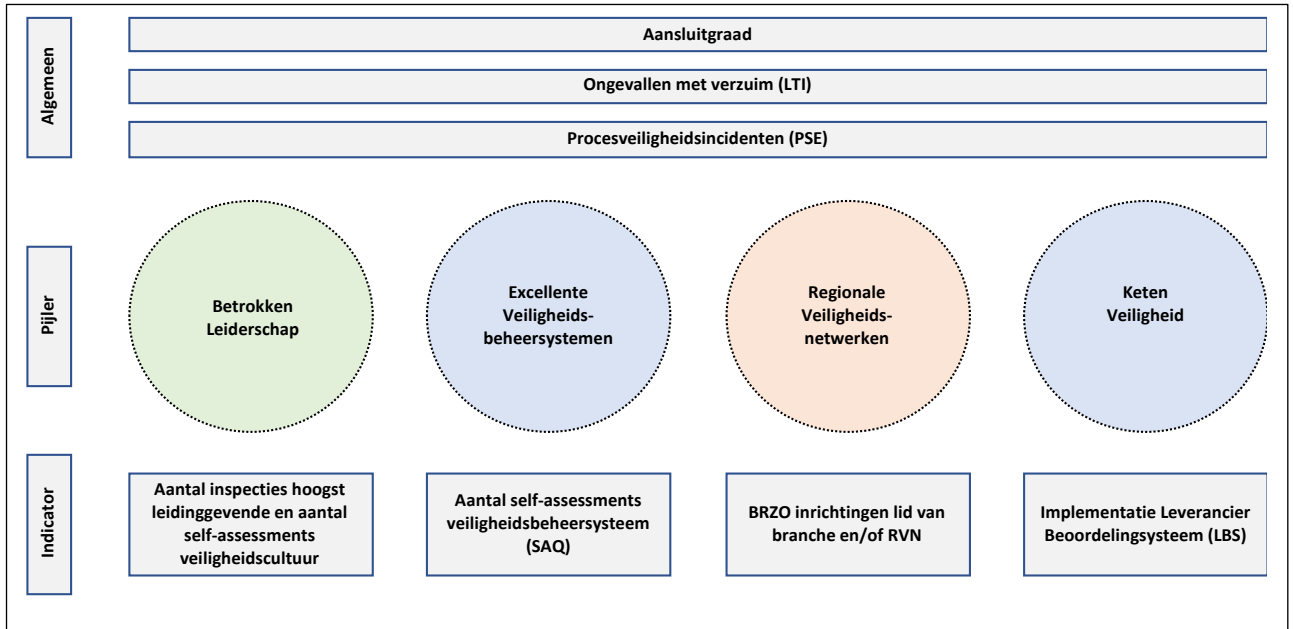 Algemeen
Aansluitgraad
Ongevallen met verzuim (LTI)
Procesveiligheidsincidenten (PSE)
Pijler
Betrokken
Leiderschap
Excellente
Veiligheids-
beheersystemen
Regionale
Veiligheids-
netwerken
Keten
Veiligheid
Indicator
Aantal inspecties hoogst
leidinggevende en aantal
self-assessments
veiligheidscultuur
Aantal self-assessments
veiligheidsbeheersysteem
(SAQ)
BRZO inrichtingen lid van
branche en/of RVN
Implementatie Leverancier
Beoordelingsysteem (LBS)